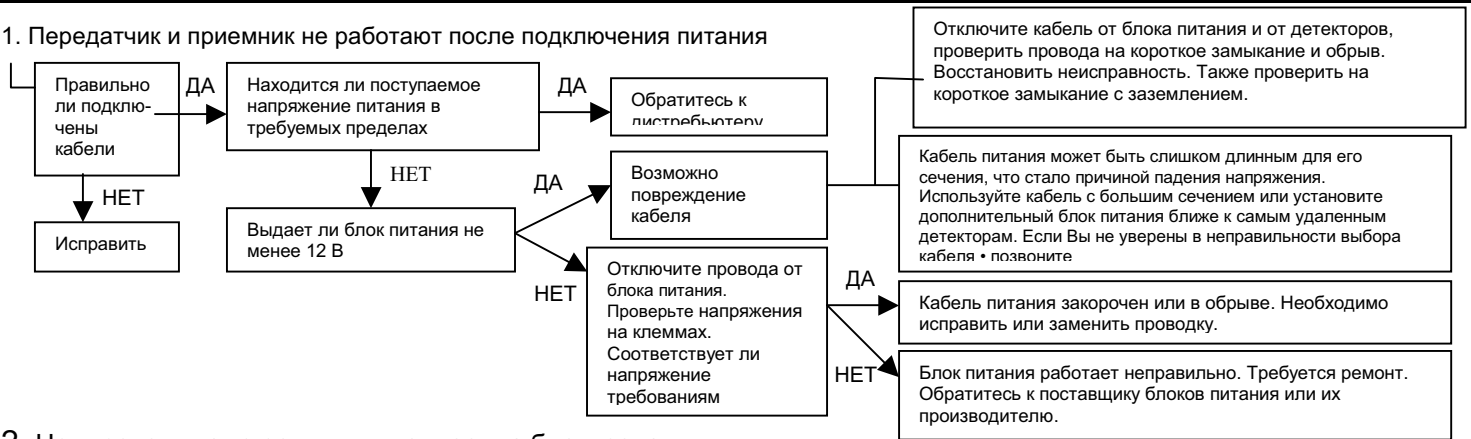 1. Передатчик и приемник не работают после подключения питания
Правильно
ли подклю-
чены
кабели
ДА
НЕТ
Исправить
Находится ли поступаемое
напряжение питания в
требуемых пределах
ДА
Обратитесь к
дистребьютеру
НЕТ
Выдает ли блок питания не
менее 12 В
ДА
Возможно
повреждение
кабеля
Отключите кабель от блока питания и от детекторов,
проверить провода на короткое замыкание и обрыв.
Восстановить неисправность. Также проверить на
короткое замыкание с заземлением.
Кабель питания может быть слишком длинным для его
сечения, что стало причиной падения напряжения.
Используйте кабель с большим сечением или установите
дополнительный блок питания ближе к самым удаленным
детекторам. Если Вы не уверены в неправильности выбора
кабеля • позвоните
НЕТ
Отключите провода от
блока питания.
Проверьте напряжения
на клеммах.
Соответствует ли
напряжение
требованиям
ДА
Кабель питания закорочен или в обрыве. Необходимо
исправить или заменить проводку.
НЕТ
Блок питания работает неправильно. Требуется ремонт.
Обратитесь к поставщику блоков питания или их
производителю.
2.